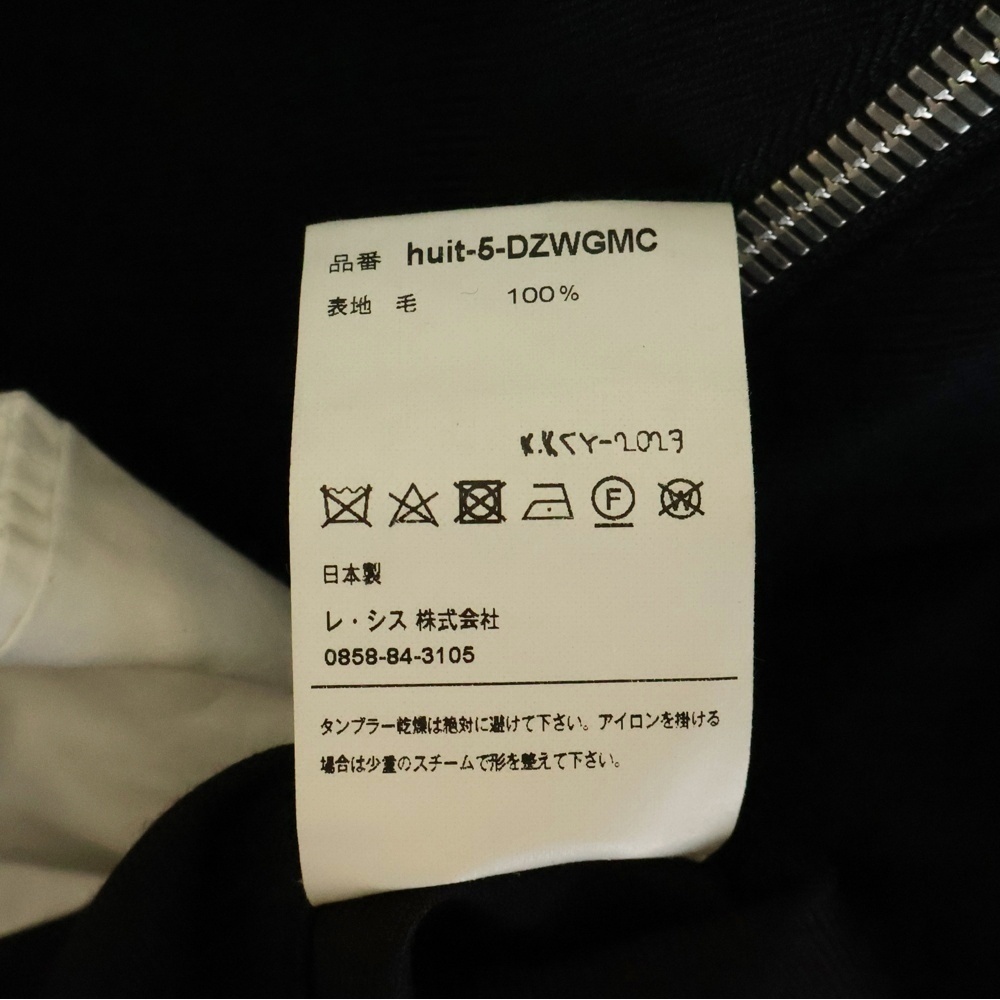 品番 huit-5-DZWGMC
表地 毛 100%
F W
日本製
レ・シス 株式会社
0858-84-3105
タンブラー乾燥は絶対に避けて下さい。アイロンを掛ける
場合は少量のスチームで形を整えて下さい。